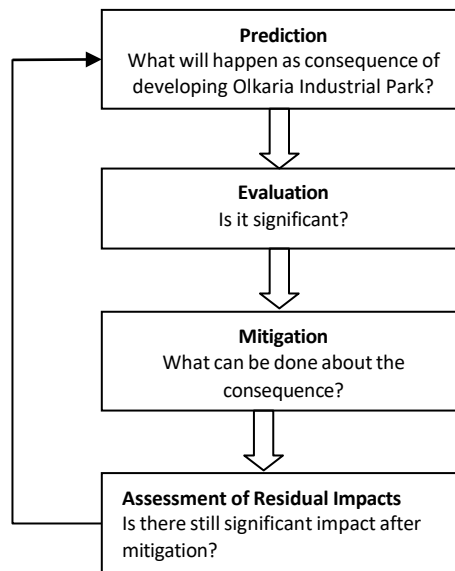 Prediction
What will happen as consequence of
developing Olkaria Industrial Park?
Evaluation
Is it significant?
Mitigation
What can be done about the
consequence?
Assessment of Residual Impacts
Is there still significant impact after
mitigation?